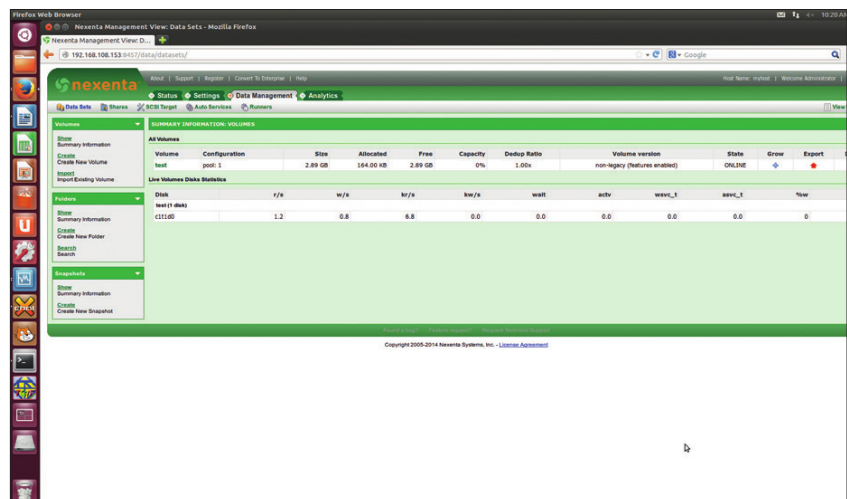 Firefox Web Browser
10:20 AM
Nexenta Management View: Data Sets - Mozilla Firefox
Nexenta Management View: D...
192.168.108.153:8457/data/datasets/
Google
nexenta
About | Support | Register | Convert To Enterprise | Help
Host Name: myhost | Welcome Administrator |
Status Settings Data Management Analytics
Data Sets Shares SCSI Target Auto Services Runners
View
Volumes
Show
Summary Information
Create
Create New Volume
Import
Import Existing Volume
Folders
Show
Summary Information
Create
Create New Folder
Search
Search
Snapshots
Show
Summary Information
Create
Create New Snapshot
SUMMARY INFORMATION: VOLUMES
All Volumes
Volume Configuration Size Allocated Free Capacity Dedup Ratio Volume version State Grow Export
test pool: 1 2.89 GB 164.00 KB 2.89 GB 0% 1.00x non-legacy (features enabled) ONLINE
Live Volumes Disks Statistics
Disk r/s w/s kr/s kw/s wait actv wsvc_t asvc_t %w
test (1 disk)
c1t1d0 1.2 0.8 6.8 0.0 0.0 0.0 0.0 0.0 0
Found a bug? Feature request? Request Technical Support
Copyright 2005-2014 Nexenta Systems, Inc. - License Agreement